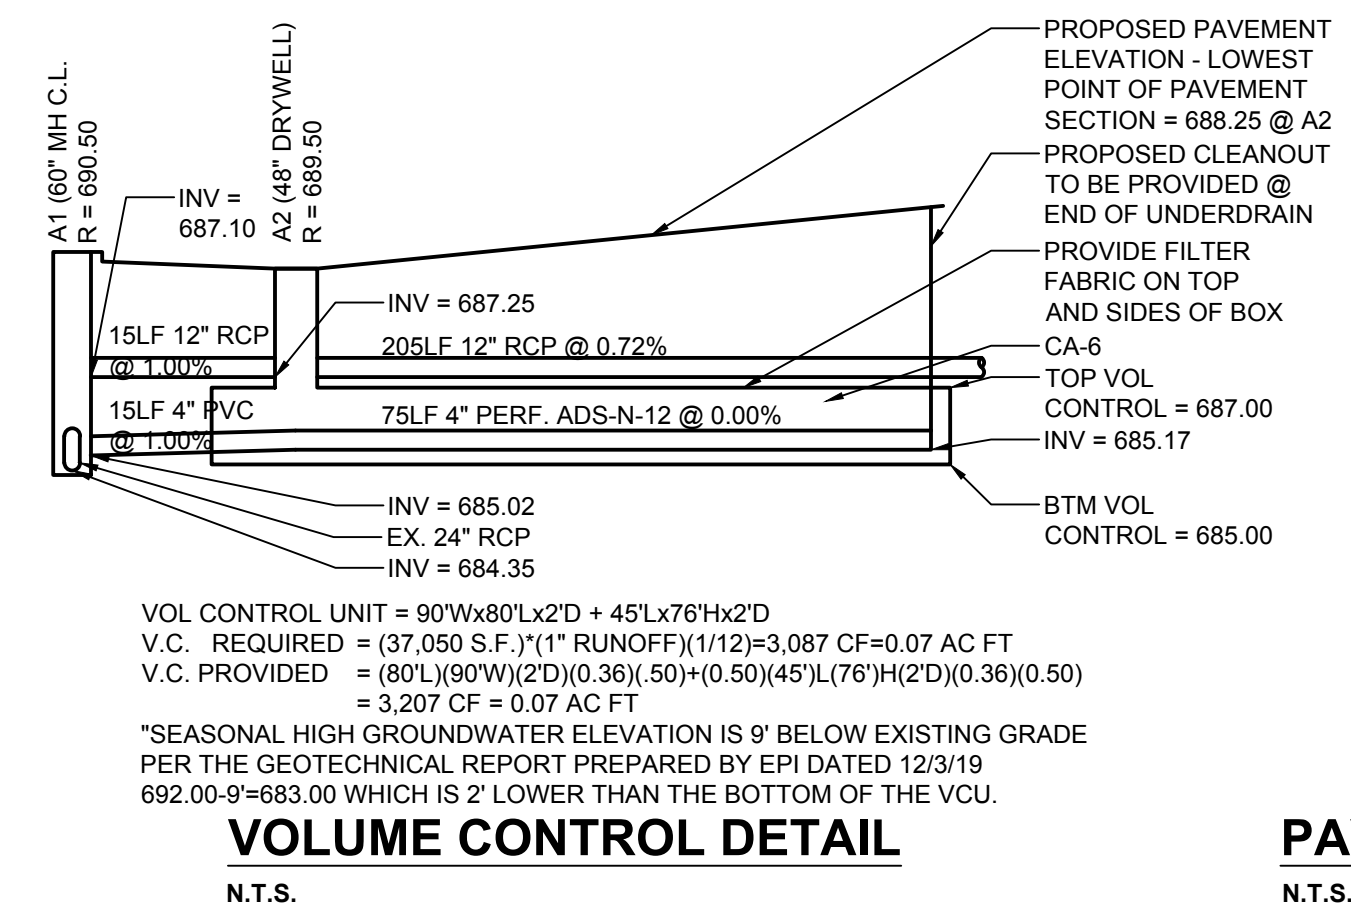 A1 (60" MH C.L.
R = 690.50
A2 (48" DRYWELL)
R = 689.50
INV =
687.10
INV = 687.25
15LF 12" RCP
@ 1.00%
205LF 12" RCP @ 0.72%
15LF 4" PVC
@ 1.00%
75LF 4" PERF. ADS-N-12 @ 0.00%
INV = 685.02
EX. 24" RCP
INV = 684.35
PROPOSED PAVEMENT
ELEVATION - LOWEST
POINT OF PAVEMENT
SECTION = 688.25 @ A2
PROPOSED CLEANOUT
TO BE PROVIDED @
END OF UNDERDRAIN
PROVIDE FILTER
FABRIC ON TOP
AND SIDES OF BOX
CA-6
TOP VOL
CONTROL = 687.00
INV = 685.17
BTM VOL
CONTROL = 685.00
VOL CONTROL UNIT = 90'Wx80'Lx2'D + 45'Lx76'Hx2'D
V.C. REQUIRED = (37,050 S.F.)*(1" RUNOFF)(1/12)=3,087 CF=0.07 AC FT
V.C. PROVIDED = (80'L)(90'W)(2'D)(0.36)(.50)+(0.50)(45')L(76')H(2'D)(0.36)(0.50)
= 3,207 CF = 0.07 AC FT
"SEASONAL HIGH GROUNDWATER ELEVATION IS 9' BELOW EXISTING GRADE
PER THE GEOTECHNICAL REPORT PREPARED BY EPI DATED 12/3/19
692.00-9'=683.00 WHICH IS 2' LOWER THAN THE BOTTOM OF THE VCU.
VOLUME CONTROL DETAIL
N.T.S.
PA
N.T.S.